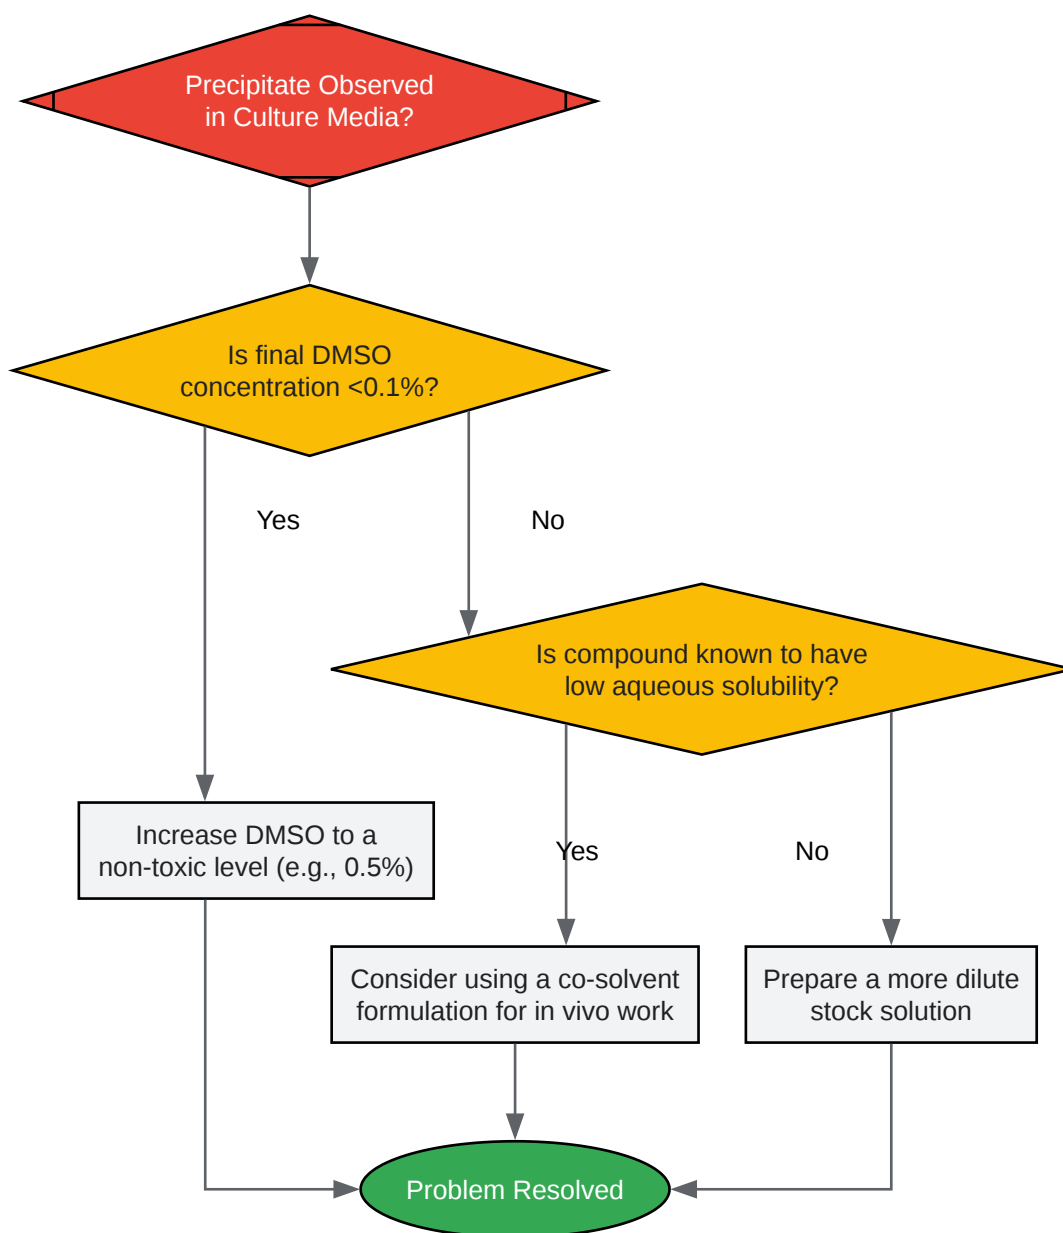 Precipitate Observed
in Culture Media?
Is final DMSO
concentration <0.1%?
Yes
No
Is compound known to have
low aqueous solubility?
Increase DMSO to a
non-toxic level (e.g., 0.5%)
Yes
No
Consider using a co-solvent
formulation for in vivo work
Prepare a more dilute
stock solution
Problem Resolved